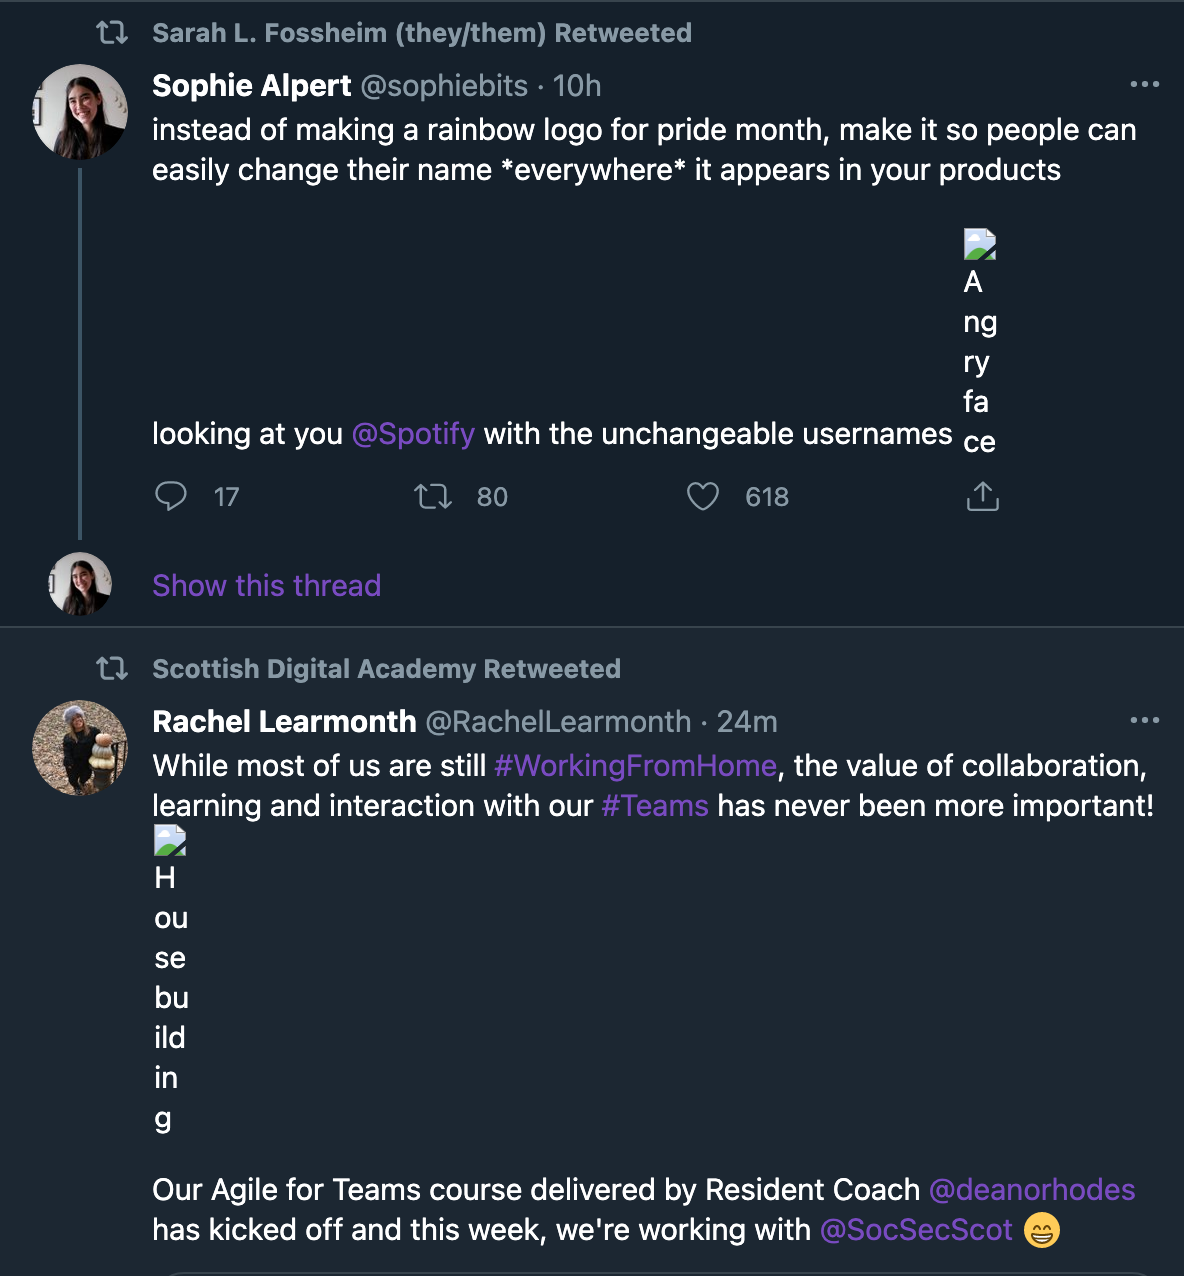 Sarah L. Fossheim (they/them) Retweeted
Sophie Alpert @sophiebits · 10h
instead of making a rainbow logo for pride month, make it so people can
easily change their name *everywhere* it appears in your products
looking at you @Spotify with the unchangeable usernames
A
ng
ry
fa
ce
17
80
618
Show this thread
Scottish Digital Academy Retweeted
Rachel Learmonth @RachelLearmonth · 24m
While most of us are still #WorkingFromHome, the value of collaboration,
learning and interaction with our #Teams has never been more important!
H
ou
se
bu
ild
in
g
Our Agile for Teams course delivered by Resident Coach @deanorhodes
has kicked off and this week, we're working with @SocSecScot 😁